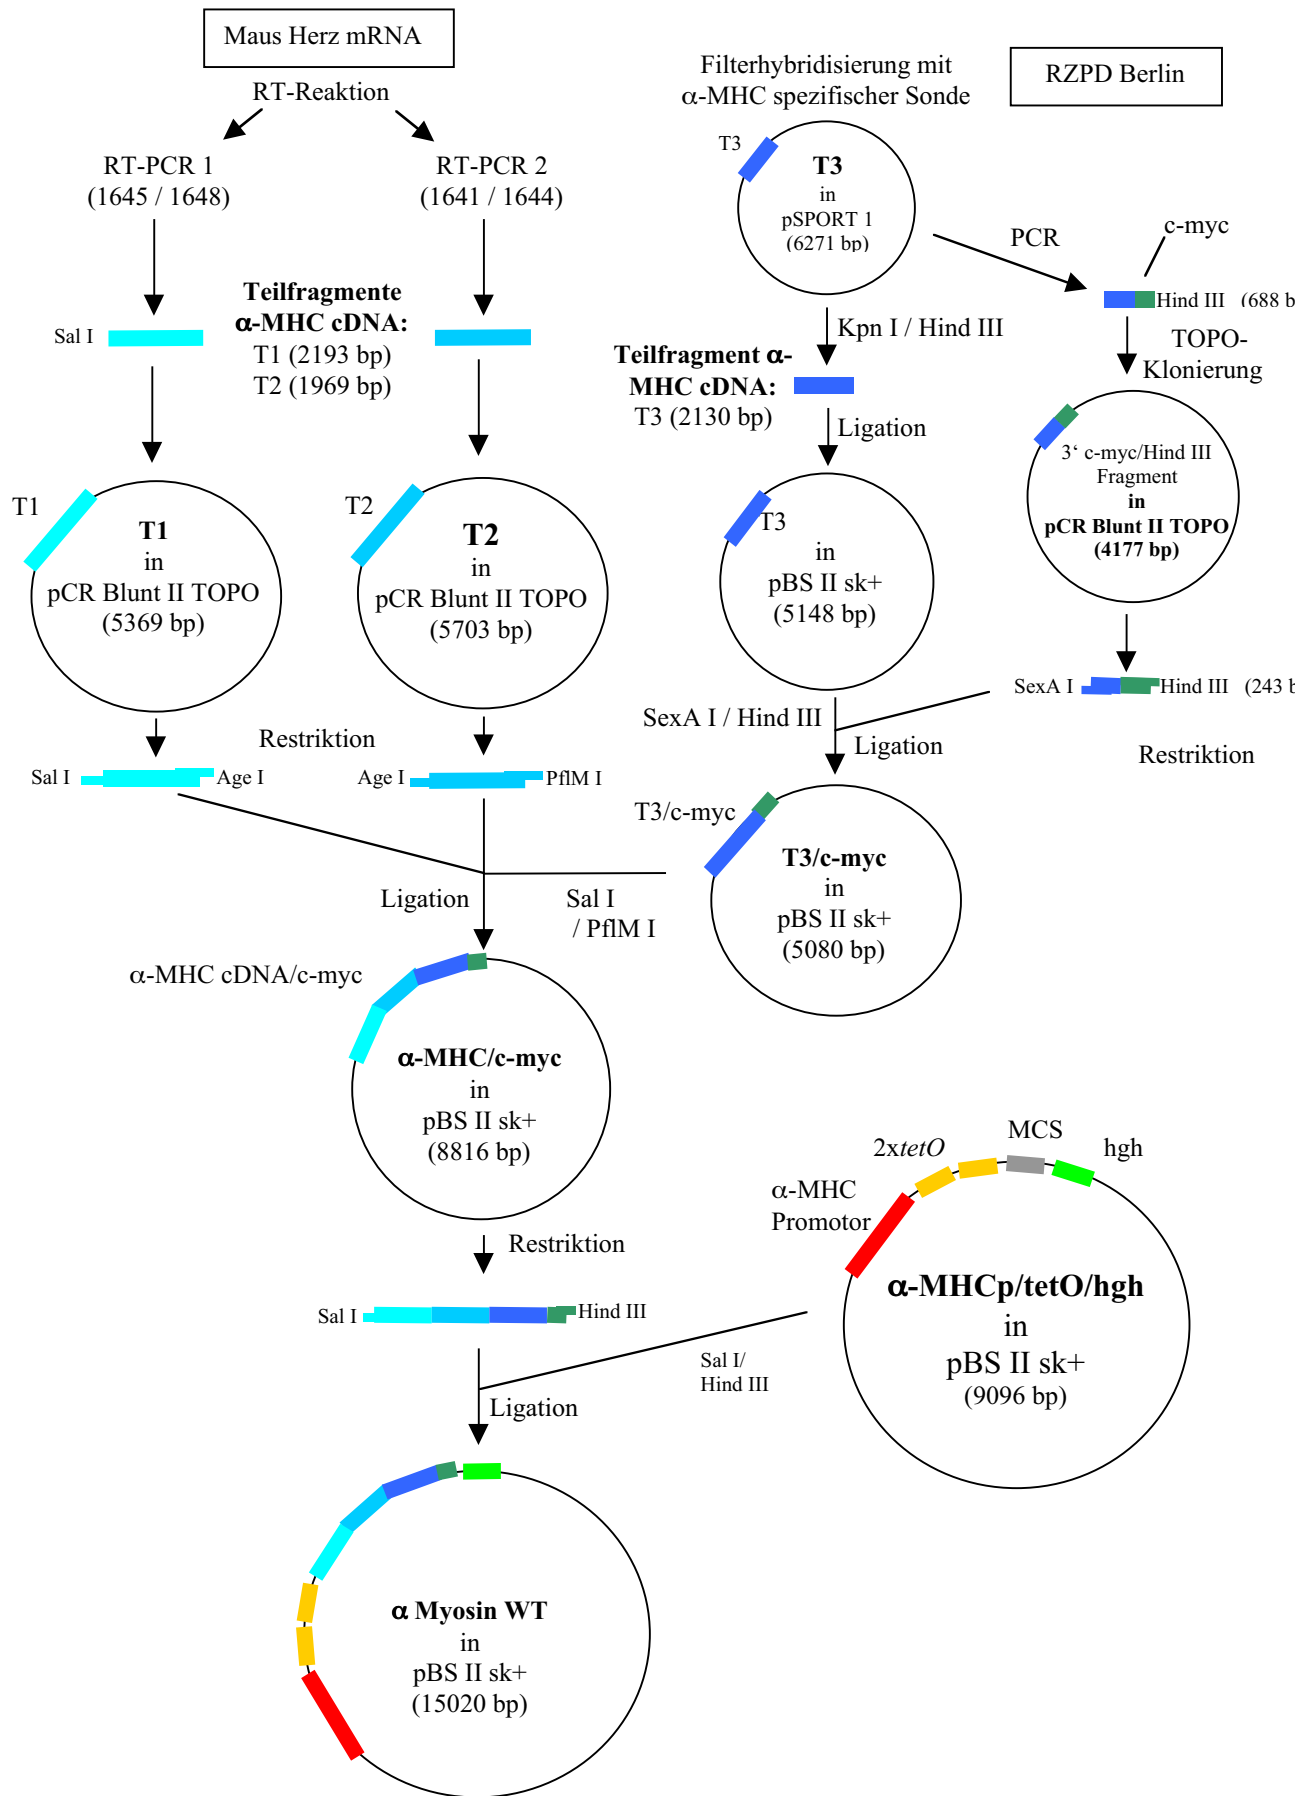 Maus Herz mRNA
RT-Reaktion
RT-PCR 1
(1645 / 1648)
RT-PCR 2
(1641 / 1644)
Teilfragmente
α-MHC cDNA:
T1 (2193 bp)
T2 (1969 bp)
Sal I
T1
T1
in
pCR Blunt II TOPO
(5369 bp)
T2
T2
in
pCR Blunt II TOPO
(5703 bp)
Restriktion
Sal I
Age I
Age I
PflM I
Filterhybridisierung mit
α-MHC spezifischer Sonde
RZPD Berlin
T3
T3
in
pSPORT 1
(6271 bp)
PCR
c-myc
Hind III (688 b
Kpn I / Hind III
Teilfragment α-
MHC cDNA:
T3 (2130 bp)
TOPO-
Klonierung
Ligation
T3
in
pBS II sk+
(5148 bp)
3‘ c-myc/Hind III
Fragment
in
pCR Blunt II TOPO
(4177 bp)
SexA I
Hind III (243 b
SexA I / Hind III
Ligation
Restriktion
T3/c-myc
T3/c-myc
in
pBS II sk+
(5080 bp)
Ligation
Sal I
/ PflM I
α-MHC cDNA/c-myc
α-MHC/c-myc
in
pBS II sk+
(8816 bp)
Restriktion
Sal I
Hind III
2xtetO
MCS
hgh
α-MHC
Promotor
α-MHCp/tetO/hgh
in
pBS II sk+
(9096 bp)
Sal I/
Hind III
Ligation
α Myosin WT
in
pBS II sk+
(15020 bp)